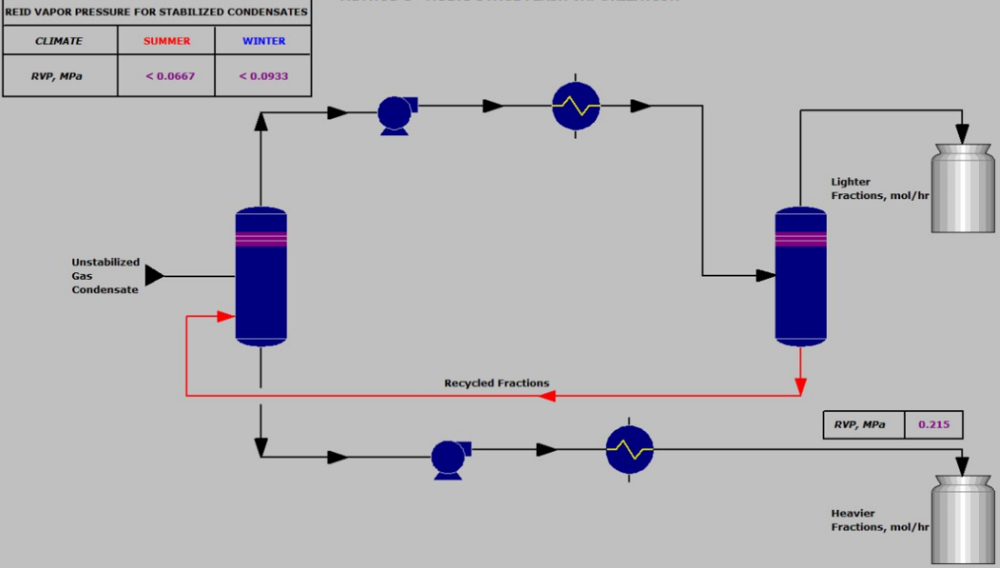 REID VAPOR PRESSURE FOR STABILIZED CONDENSATES
CLIMATE SUMMER WINTER
RVP, MPa < 0.0667 < 0.0933
Lighter
Fractions, mol/hr
Unstabilized
Gas
Condensate
Recycled Fractions
RVP, MPa 0.215
Heavier
Fractions, mol/hr